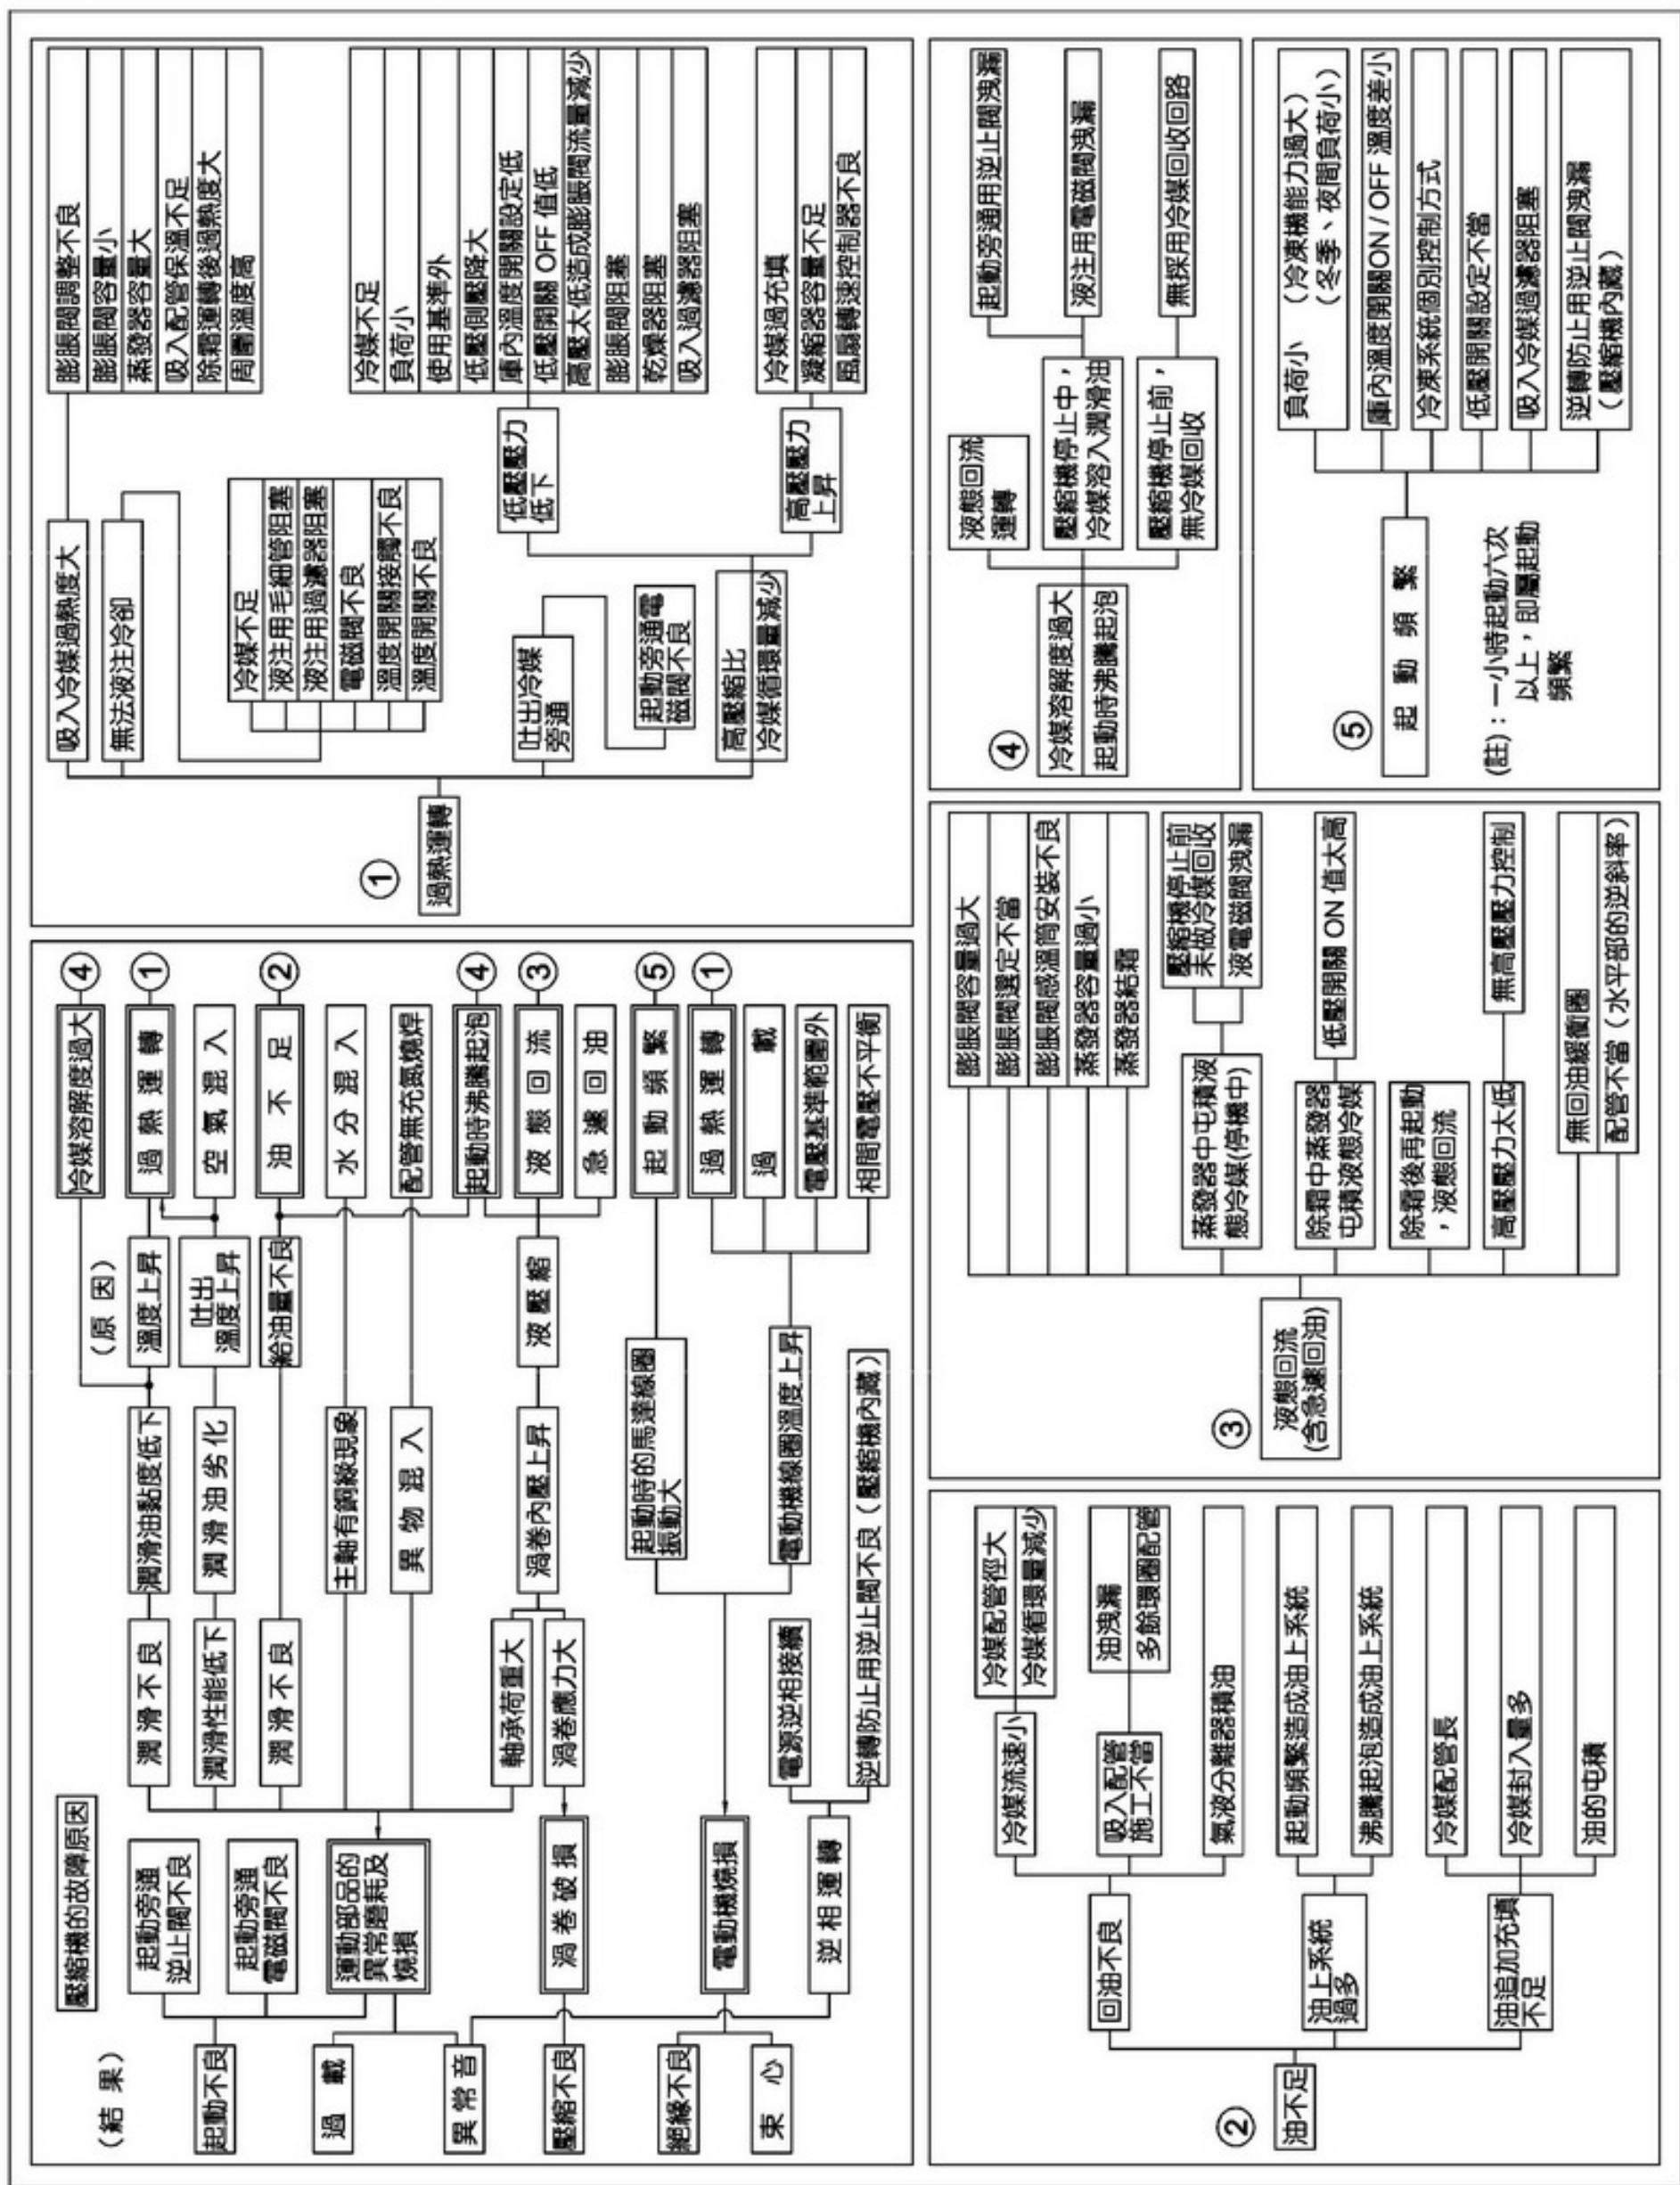 壓縮機的故障原因
(結 果)
(原 因)
起動不良
過 載
異常音
壓縮不良
絕緣不良
束 心
起動旁通
逆止閥不良
起動旁通
電磁閥不良
運動部品的
異常磨耗及
燒損
渦卷破損
電動機燒損
逆相運轉
潤滑不良
潤滑性能低下
潤滑不良
軸承荷重大
渦卷應力大
電源逆相接續
逆轉防止用逆止閥不良(壓縮機內藏)
潤滑油黏度低下
潤滑油劣化
主軸有銅綠現象
異物混入
渦卷內壓上昇
起動時的馬達線圈
振動大
電動機線圈溫度上昇
溫度上昇
吐出
溫度上昇
給油量不良
液壓縮
冷媒溶解度過大 ④
過熱運轉 ①
空氣混入
油不足 ②
水分混入
配管無充氮燒焊
起動時沸騰起泡 ④
液態回流 ③
急遽回油
起動頻繁 ⑤
過熱運轉 ①
過 載
電壓基準範圍外
相間電壓不平衡
①
過熱運轉
吸入冷媒過熱度大
膨脹閥調整不良
膨脹閥容量小
蒸發器容量大
吸入配管保溫不足
除霜運轉後過熱度大
周圍溫度高
無法液注冷卻
冷媒不足
液注用毛細管阻塞
液注用過濾器阻塞
電磁閥不良
溫度開關接觸不良
溫度開關不良
吐出冷媒
旁通
起動旁通電
磁閥不良
高壓縮比
冷媒循環量減少
低壓壓力
低下
冷媒不足
負荷小
使用基準外
低壓側壓降大
庫內溫度開關設定低
低壓開關 OFF 值低
高壓太低造成膨脹閥流量減少
膨脹閥阻塞
乾燥器阻塞
吸入過濾器阻塞
高壓壓力
上昇
冷媒過充填
凝縮器容量不足
風扇轉速控制器不良
②
油不足
回油不良
冷媒流速小
冷媒配管徑大
冷媒循環量減少
吸入配管
施工不當
油洩漏
多餘環圈配管
氣液分離器積油
油上系統
過多
起動頻繁造成油上系統
沸騰起泡造成油上系統
油追加充填
不足
冷媒配管長
冷媒封入量多
油的屯積
③
液態回流
(含急遽回油)
膨脹閥容量過大
膨脹閥選定不當
膨脹閥感溫筒安裝不良
蒸發器容量過小
蒸發器結霜
蒸發器中屯積液
態冷媒(停機中)
壓縮機停止前
未做冷媒回收
液電磁閥洩漏
除霜中蒸發器
屯積液態冷媒
低壓開關 ON 值太高
除霜後再起動
，液態回流
高壓壓力太低
無高壓壓力控制
無回油緩衝圈
配管不當(水平部的逆斜率)
④
冷媒溶解度過大
起動時沸騰起泡
液態回流
運轉
壓縮機停止中，
冷媒溶入潤滑油
起動旁通用逆止閥洩漏
液注用電磁閥洩漏
壓縮機停止前，
無冷媒回收
無採用冷媒回收回路
⑤
起動頻繁
負荷小 (冷凍機能力過大)
(冬季、夜間負荷小)
庫內溫度開關ON / OFF 溫度差小
冷凍系統個別控制方式
低壓開關設定不當
吸入冷媒過濾器阻塞
逆轉防止用逆止閥洩漏
(壓縮機內藏)
(註)：一小時起動六次
以上，即屬起動
頻繁